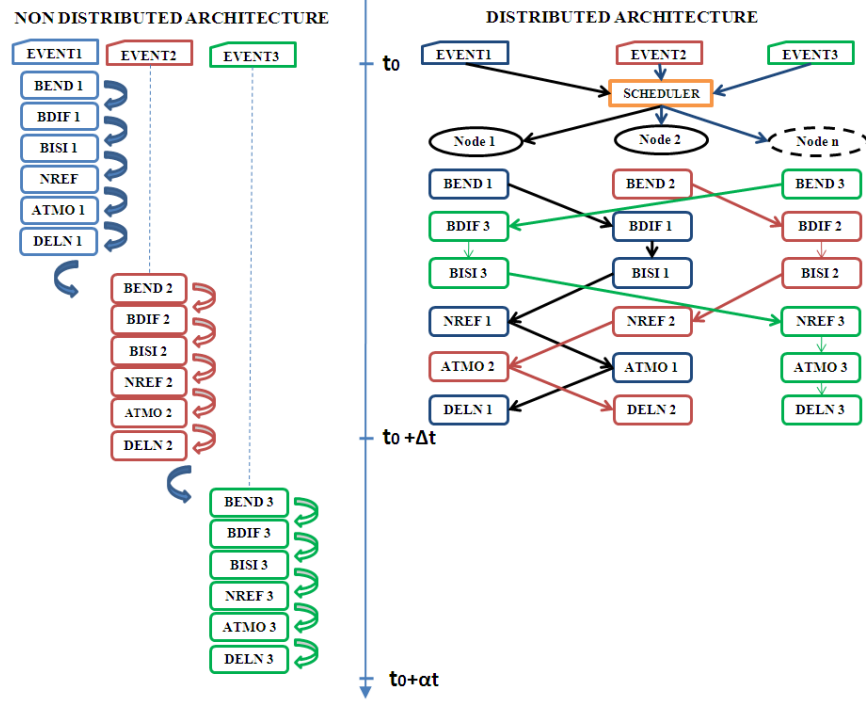 NON DISTRIBUTED ARCHITECTURE
EVENT1
EVENT2
EVENT3
BEND 1
BDIF 1
BISI 1
NREF
ATMO 1
DELN 1
BEND 2
BDIF 2
BISI 2
NREF 2
ATMO 2
DELN 2
BEND 3
BDIF 3
BISI 3
NREF 3
ATMO 3
DELN 3
t0
t0 +Δt
t0+αt
DISTRIBUTED ARCHITECTURE
EVENT1
EVENT2
EVENT3
SCHEDULER
Node 1
Node 2
Node n
BEND 1
BEND 2
BEND 3
BDIF 3
BDIF 1
BDIF 2
BISI 3
BISI 1
BISI 2
NREF 1
NREF 2
NREF 3
ATMO 2
ATMO 1
ATMO 3
DELN 1
DELN 2
DELN 3